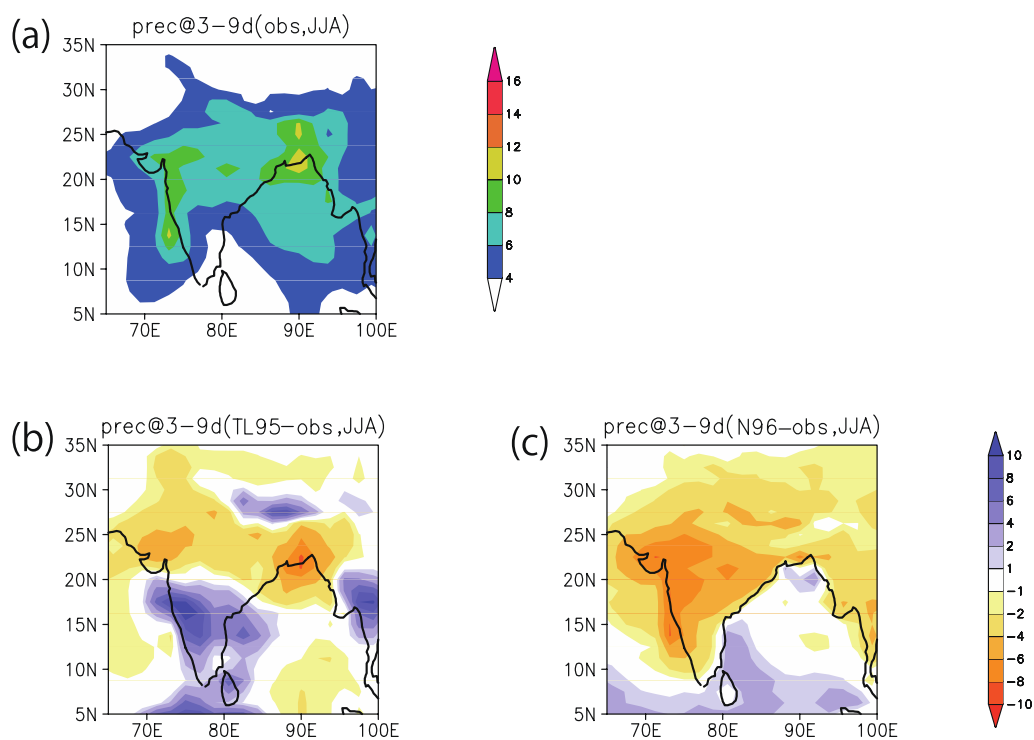 (a)
prec@3-9d(obs,JJA)
35N
30N
25N
20N
15N
10N
5N
70E 80E 90E 100E
16
14
12
10
8
6
4
(b)
prec@3-9d(TL95-obs,JJA)
35N
30N
25N
20N
15N
10N
5N
70E 80E 90E 100E
(c)
prec@3-9d(N96-obs,JJA)
35N
30N
25N
20N
15N
10N
5N
70E 80E 90E 100E
10
8
6
4
2
1
-1
-2
-4
-6
-8
-10